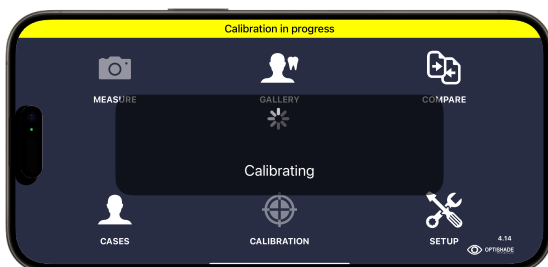 Calibration in progress
MEASURE
GALLERY
COMPARE
Calibrating
CASES
CALIBRATION
SETUP
4.14
OPTISHADE